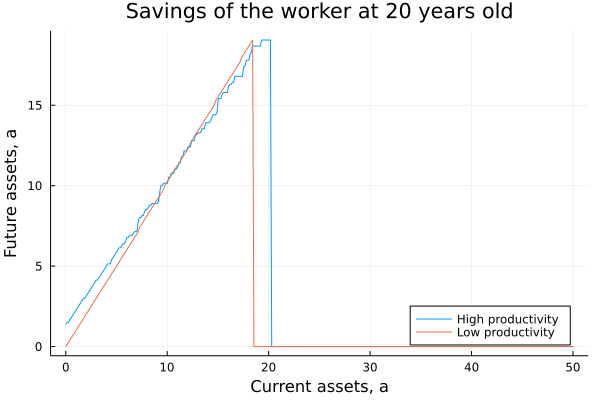 Savings of the worker at 20 years old
Future assets, a
15
10
5
0
High productivity
Low productivity
0 10 20 30 40 50
Current assets, a